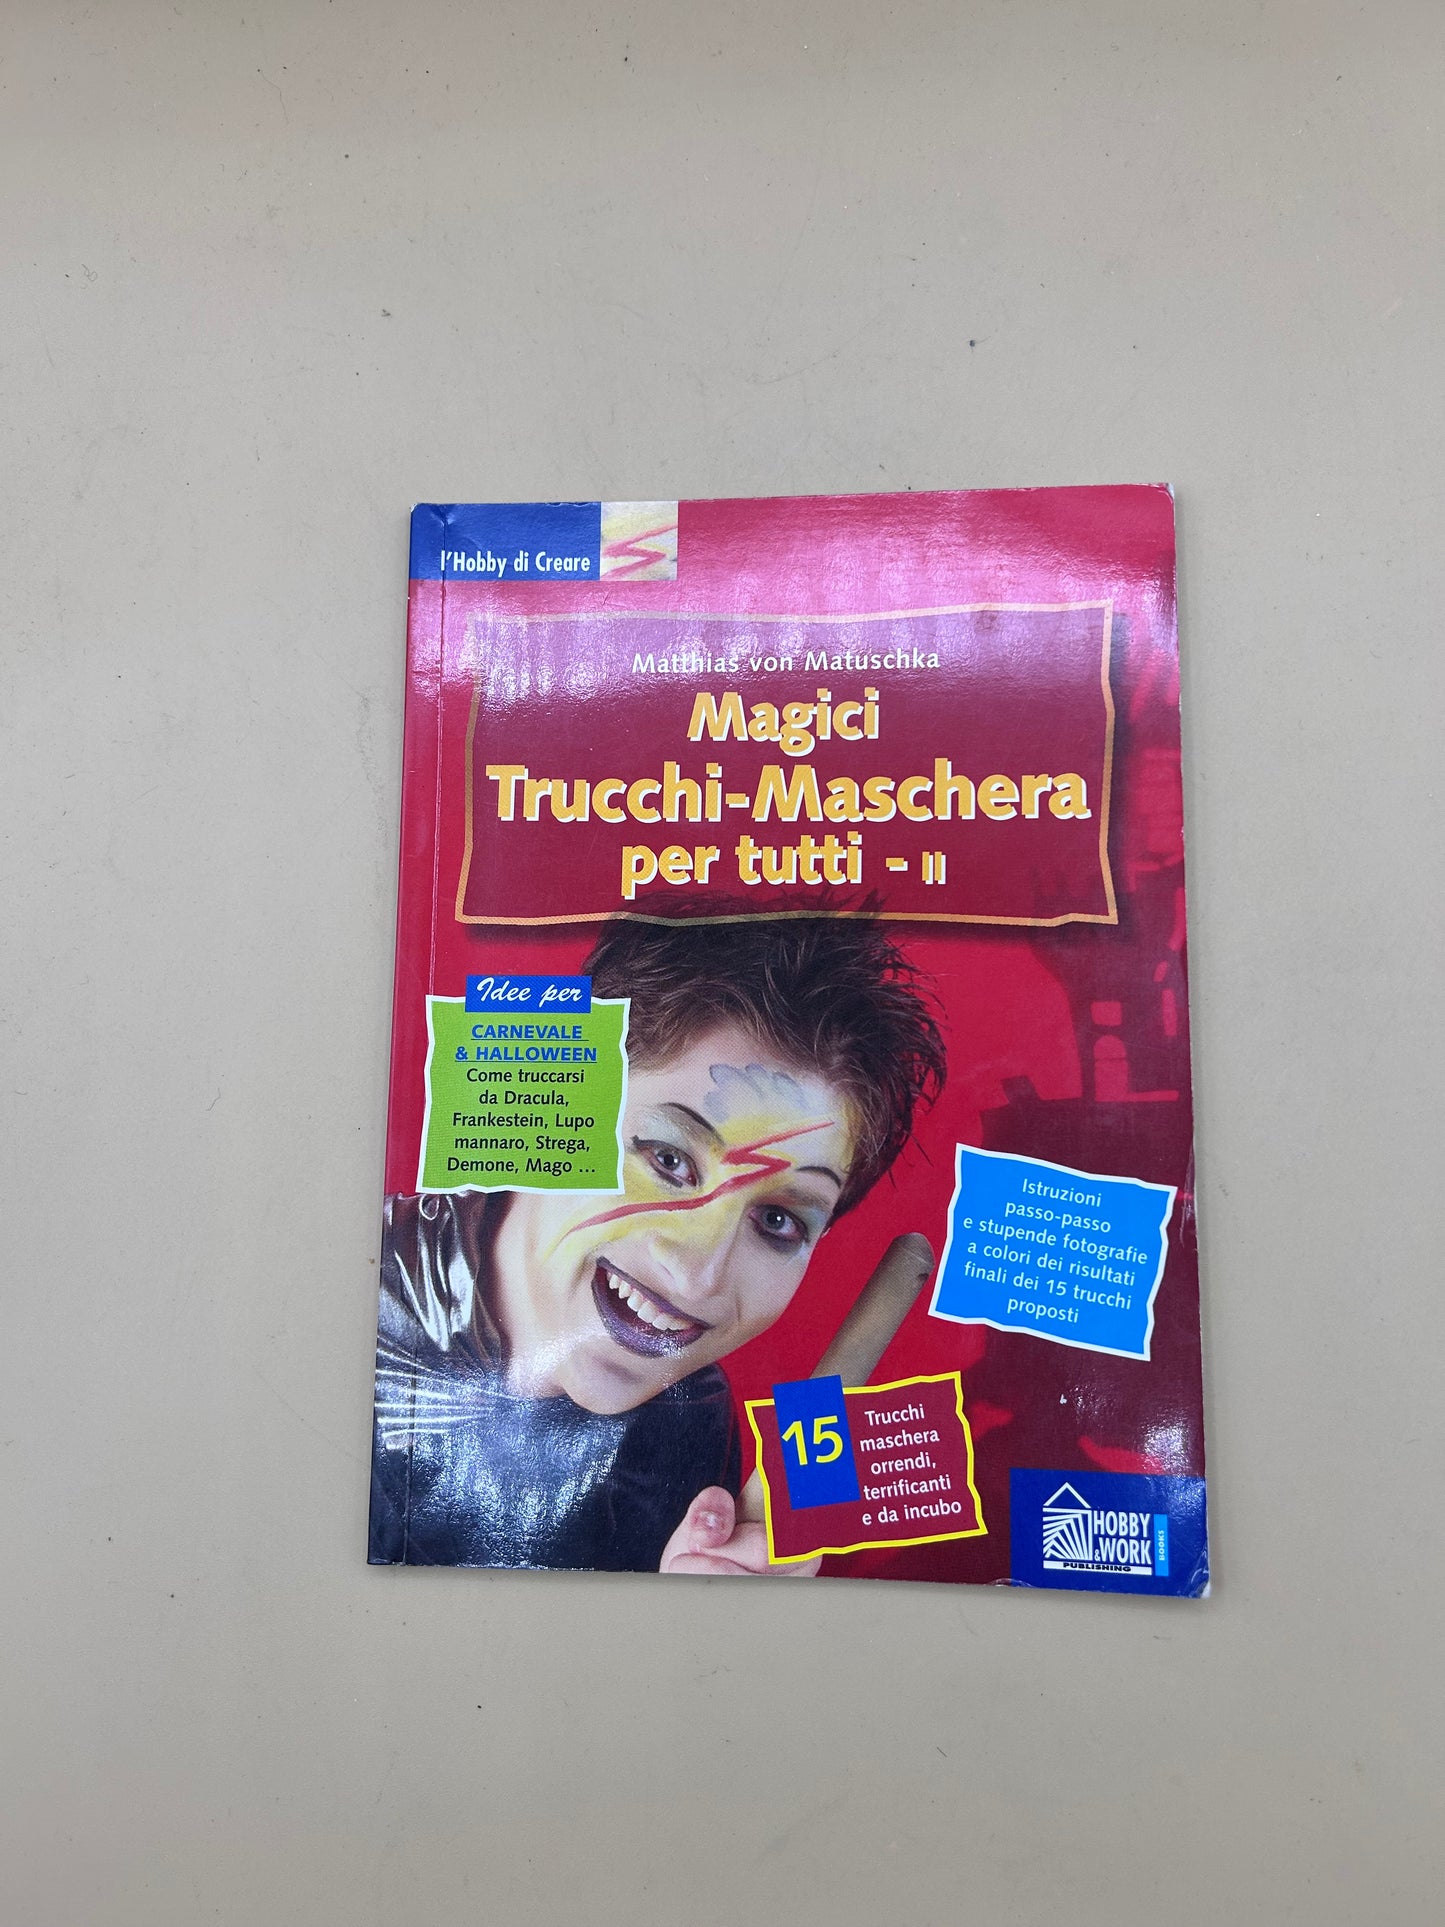 l'Hobby di Creare
Matthias von Matuschka
Magici
Trucchi-Maschera
per tutti - II
Idee per
CARNEVALE
& HALLOWEEN
Come truccarsi
da Dracula,
Frankestein, Lupo
mannaro, Strega,
Demone, Mago ...
Istruzioni
passo-passo
e stupende fotografie
a colori dei risultati
finali dei 15 trucchi
proposti
15
Trucchi
maschera
orrendi,
terrificanti
e da incubo
HOBBY
&WORK
PUBLISHING
BOOKS